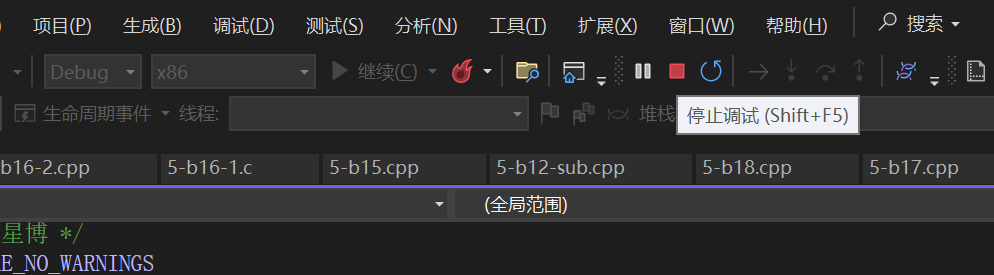 项目(P) 生成(B) 调试(D) 测试(S) 分析(N) 工具(T) 扩展(X) 窗口(W) 帮助(H) 搜索
Debug x86 继续(C)
生命周期事件 线程: 堆栈 停止调试 (Shift+F5)
b16-2.cpp 5-b16-1.c 5-b15.cpp 5-b12-sub.cpp 5-b18.cpp 5-b17.cpp
(全局范围)
星博 */
E_NO_WARNINGS